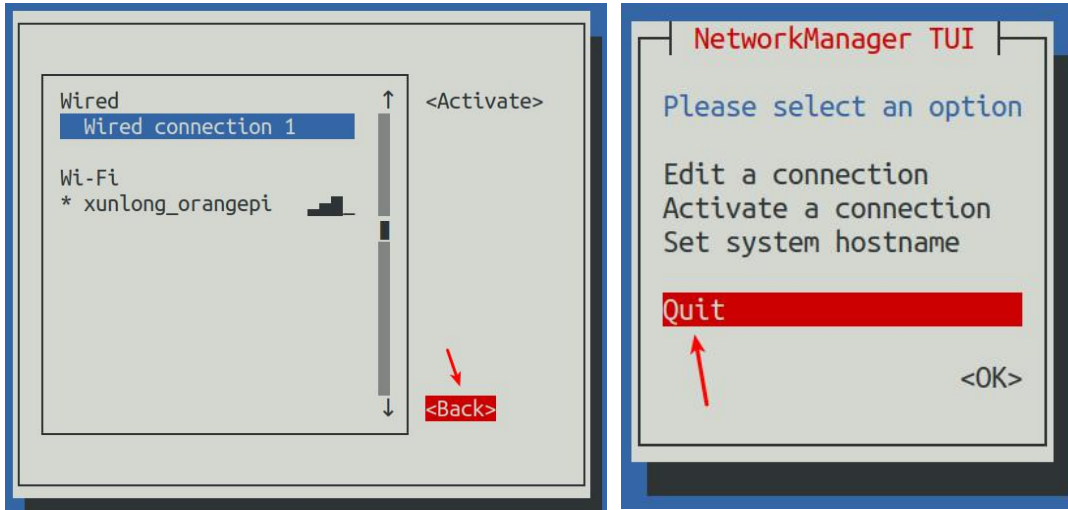 Wired
Wired connection 1
Wi-Fi
* xunlong_orangepi
<Activate>
<Back>
NetworkManager TUI
Please select an option
Edit a connection
Activate a connection
Set system hostname
Quit
<OK>